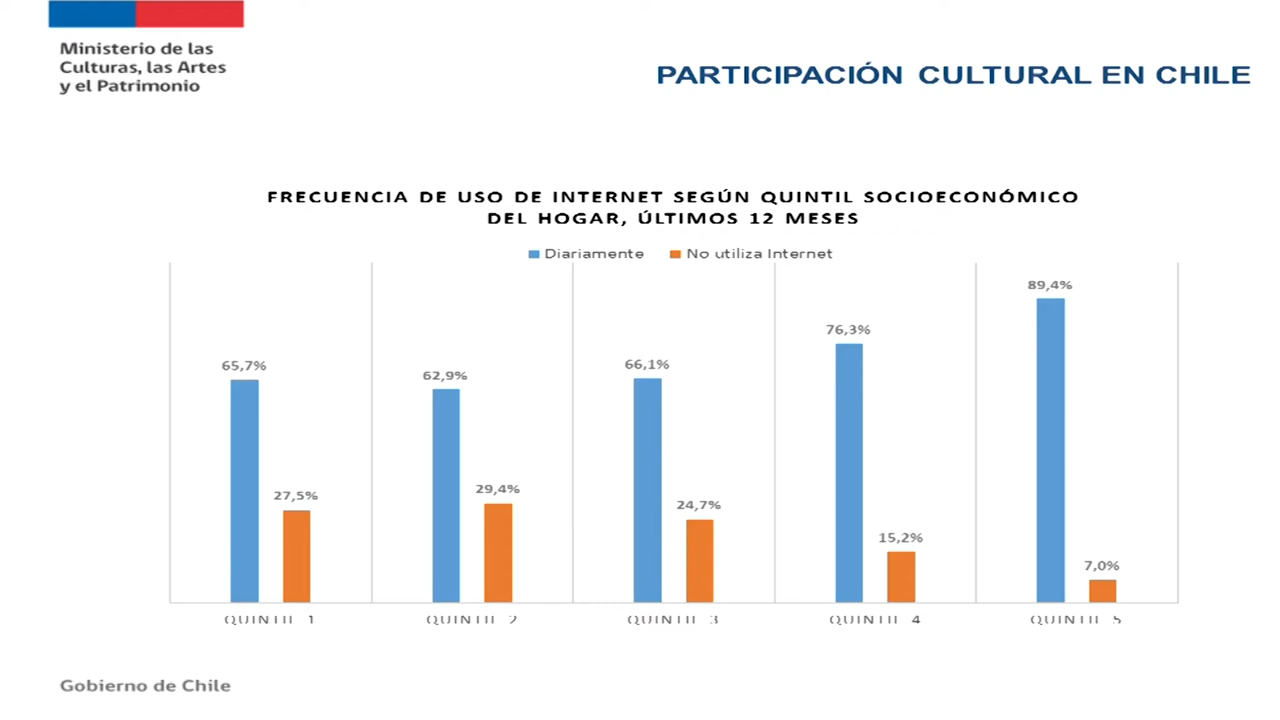 Ministerio de las
Culturas, las Artes
y el Patrimonio
PARTICIPACIÓN CULTURAL EN CHILE
FRECUENCIA DE USO DE INTERNET SEGÚN QUINTIL SOCIOECONÓMICO
DEL HOGAR, ÚLTIMOS 12 MESES
Diariamente No utiliza Internet
65,7% 27,5% 62,9% 29,4% 66,1% 24,7% 76,3% 15,2% 89,4% 7,0%
QUINTIL 1 QUINTIL 2 QUINTIL 3 QUINTIL 4 QUINTIL 5
Gobierno de Chile